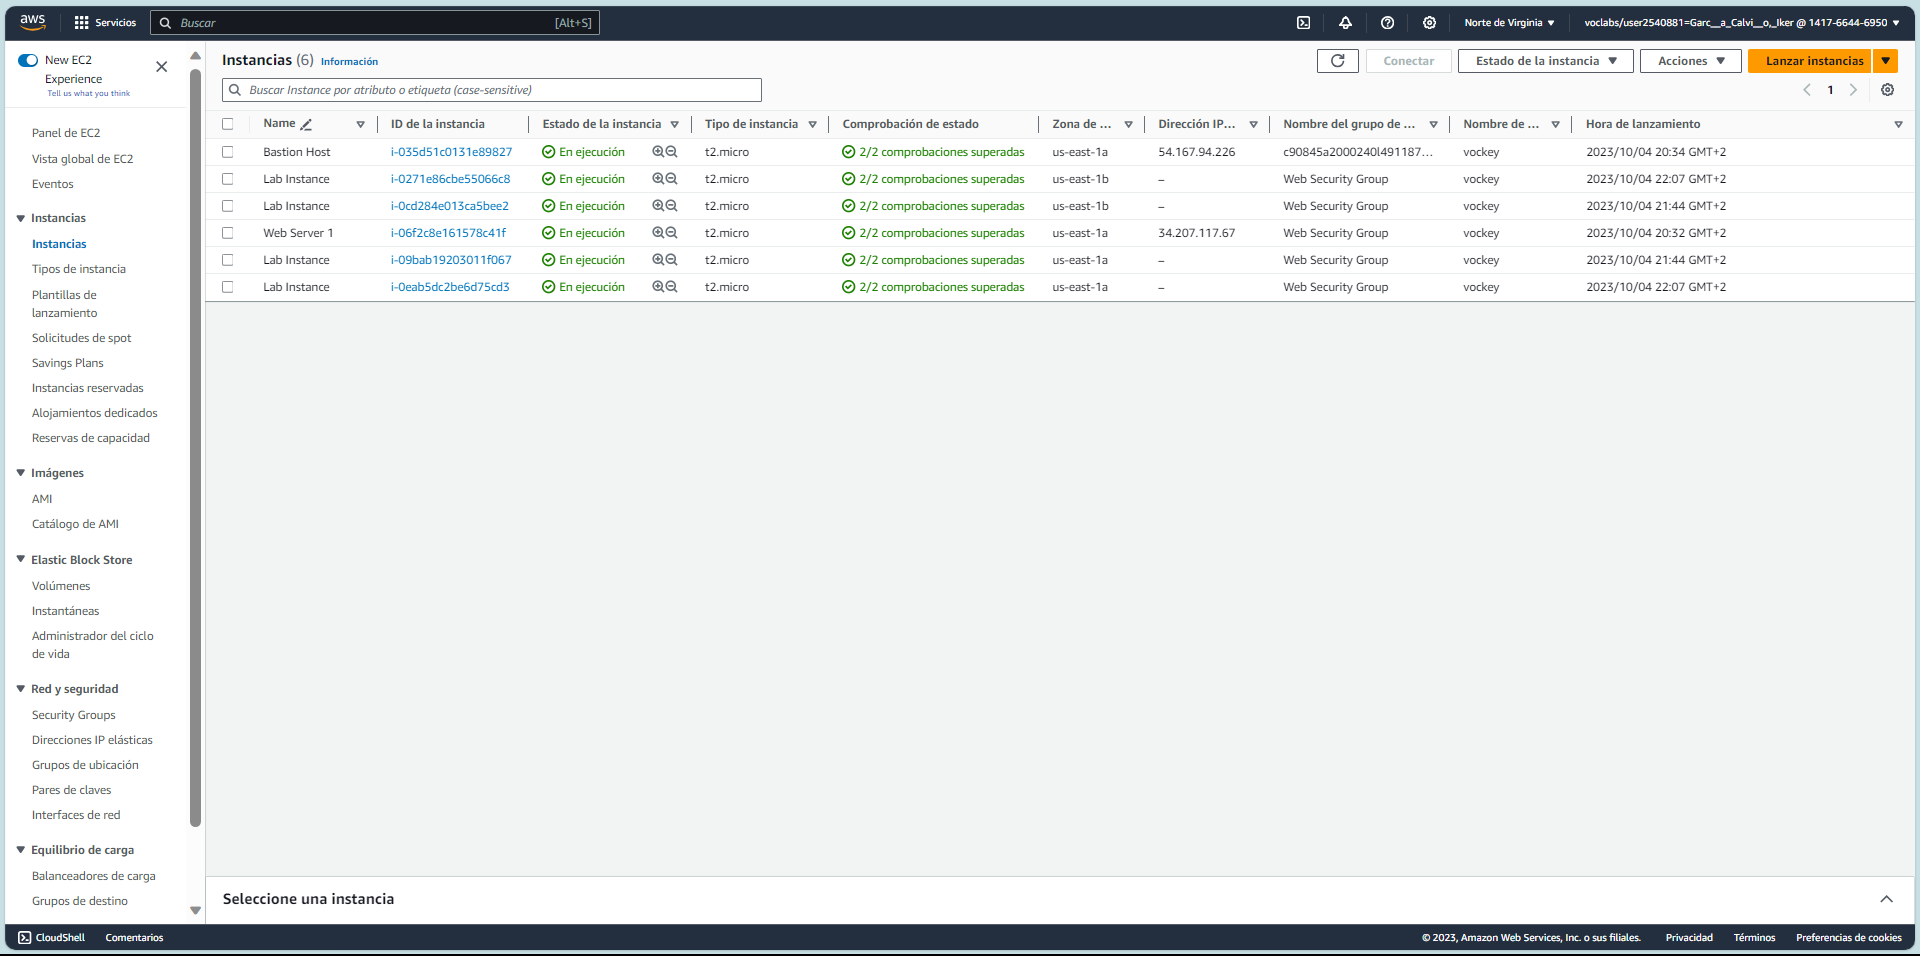 aws Servicios Buscar [Alt+S] Norte de Virginia voclabs/user2540881=Garc__a_Calvi__o,_Iker @ 1417-6644-6950
New EC2
Experience
Tell us what you think
Panel de EC2
Vista global de EC2
Eventos
Instancias
Instancias
Tipos de instancia
Plantillas de
lanzamiento
Solicitudes de spot
Savings Plans
Instancias reservadas
Alojamientos dedicados
Reservas de capacidad
Imágenes
AMI
Catálogo de AMI
Elastic Block Store
Volúmenes
Instantáneas
Administrador del ciclo
de vida
Red y seguridad
Security Groups
Direcciones IP elásticas
Grupos de ubicación
Pares de claves
Interfaces de red
Equilibrio de carga
Balanceadores de carga
Grupos de destino
Instancias (6) Información Conectar Estado de la instancia Acciones Lanzar instancias
Buscar Instance por atributo o etiqueta (case-sensitive) 1
Name ID de la instancia Estado de la instancia Tipo de instancia Comprobación de estado Zona de ... Dirección IP... Nombre del grupo de ... Nombre de ... Hora de lanzamiento
Bastion Host i-035d51c0131e89827 En ejecución t2.micro 2/2 comprobaciones superadas us-east-1a 54.167.94.226 c90845a2000240l491187... vockey 2023/10/04 20:34 GMT+2
Lab Instance i-0271e86cbe55066c8 En ejecución t2.micro 2/2 comprobaciones superadas us-east-1b – Web Security Group vockey 2023/10/04 22:07 GMT+2
Lab Instance i-0cd284e013ca5bee2 En ejecución t2.micro 2/2 comprobaciones superadas us-east-1b – Web Security Group vockey 2023/10/04 21:44 GMT+2
Web Server 1 i-06f2c8e161578c41f En ejecución t2.micro 2/2 comprobaciones superadas us-east-1a 34.207.117.67 Web Security Group vockey 2023/10/04 20:32 GMT+2
Lab Instance i-09bab19203011f067 En ejecución t2.micro 2/2 comprobaciones superadas us-east-1a – Web Security Group vockey 2023/10/04 21:44 GMT+2
Lab Instance i-0eab5dc2be6d75cd3 En ejecución t2.micro 2/2 comprobaciones superadas us-east-1a – Web Security Group vockey 2023/10/04 22:07 GMT+2
Seleccione una instancia
CloudShell Comentarios © 2023, Amazon Web Services, Inc. o sus filiales. Privacidad Términos Preferencias de cookies